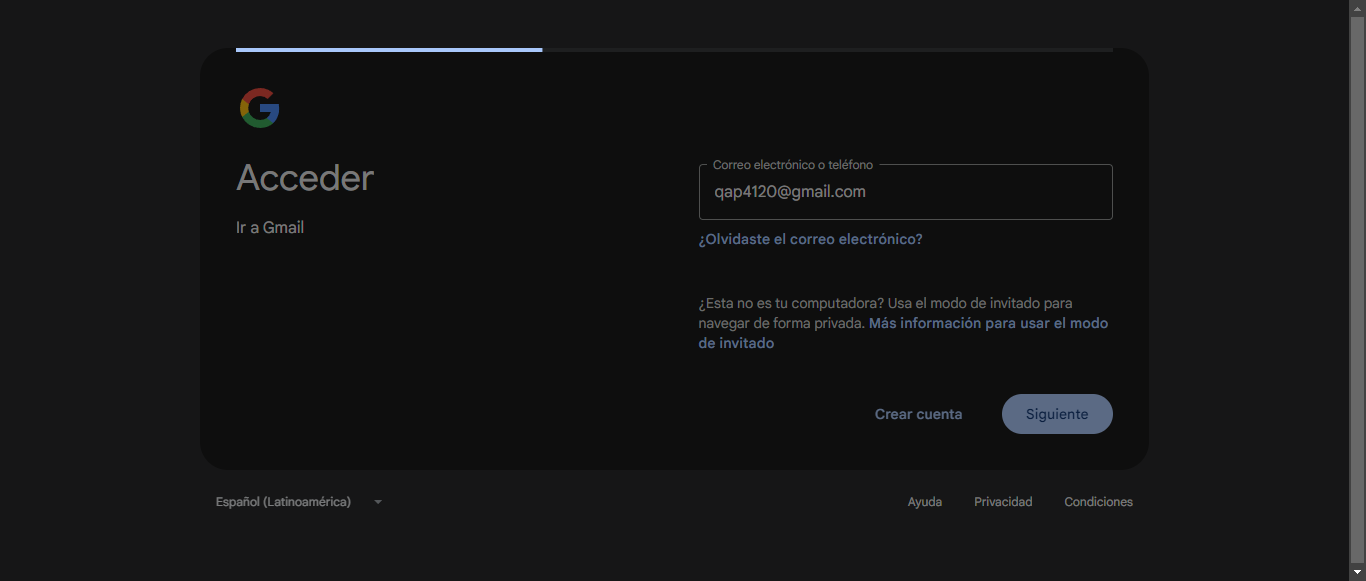 Acceder
Ir a Gmail
Correo electrónico o teléfono
qap4120@gmail.com
¿Olvidaste el correo electrónico?
¿Esta no es tu computadora? Usa el modo de invitado para
navegar de forma privada. Más información para usar el modo
de invitado
Crear cuenta
Siguiente
Español (Latinoamérica)
Ayuda
Privacidad
Condiciones